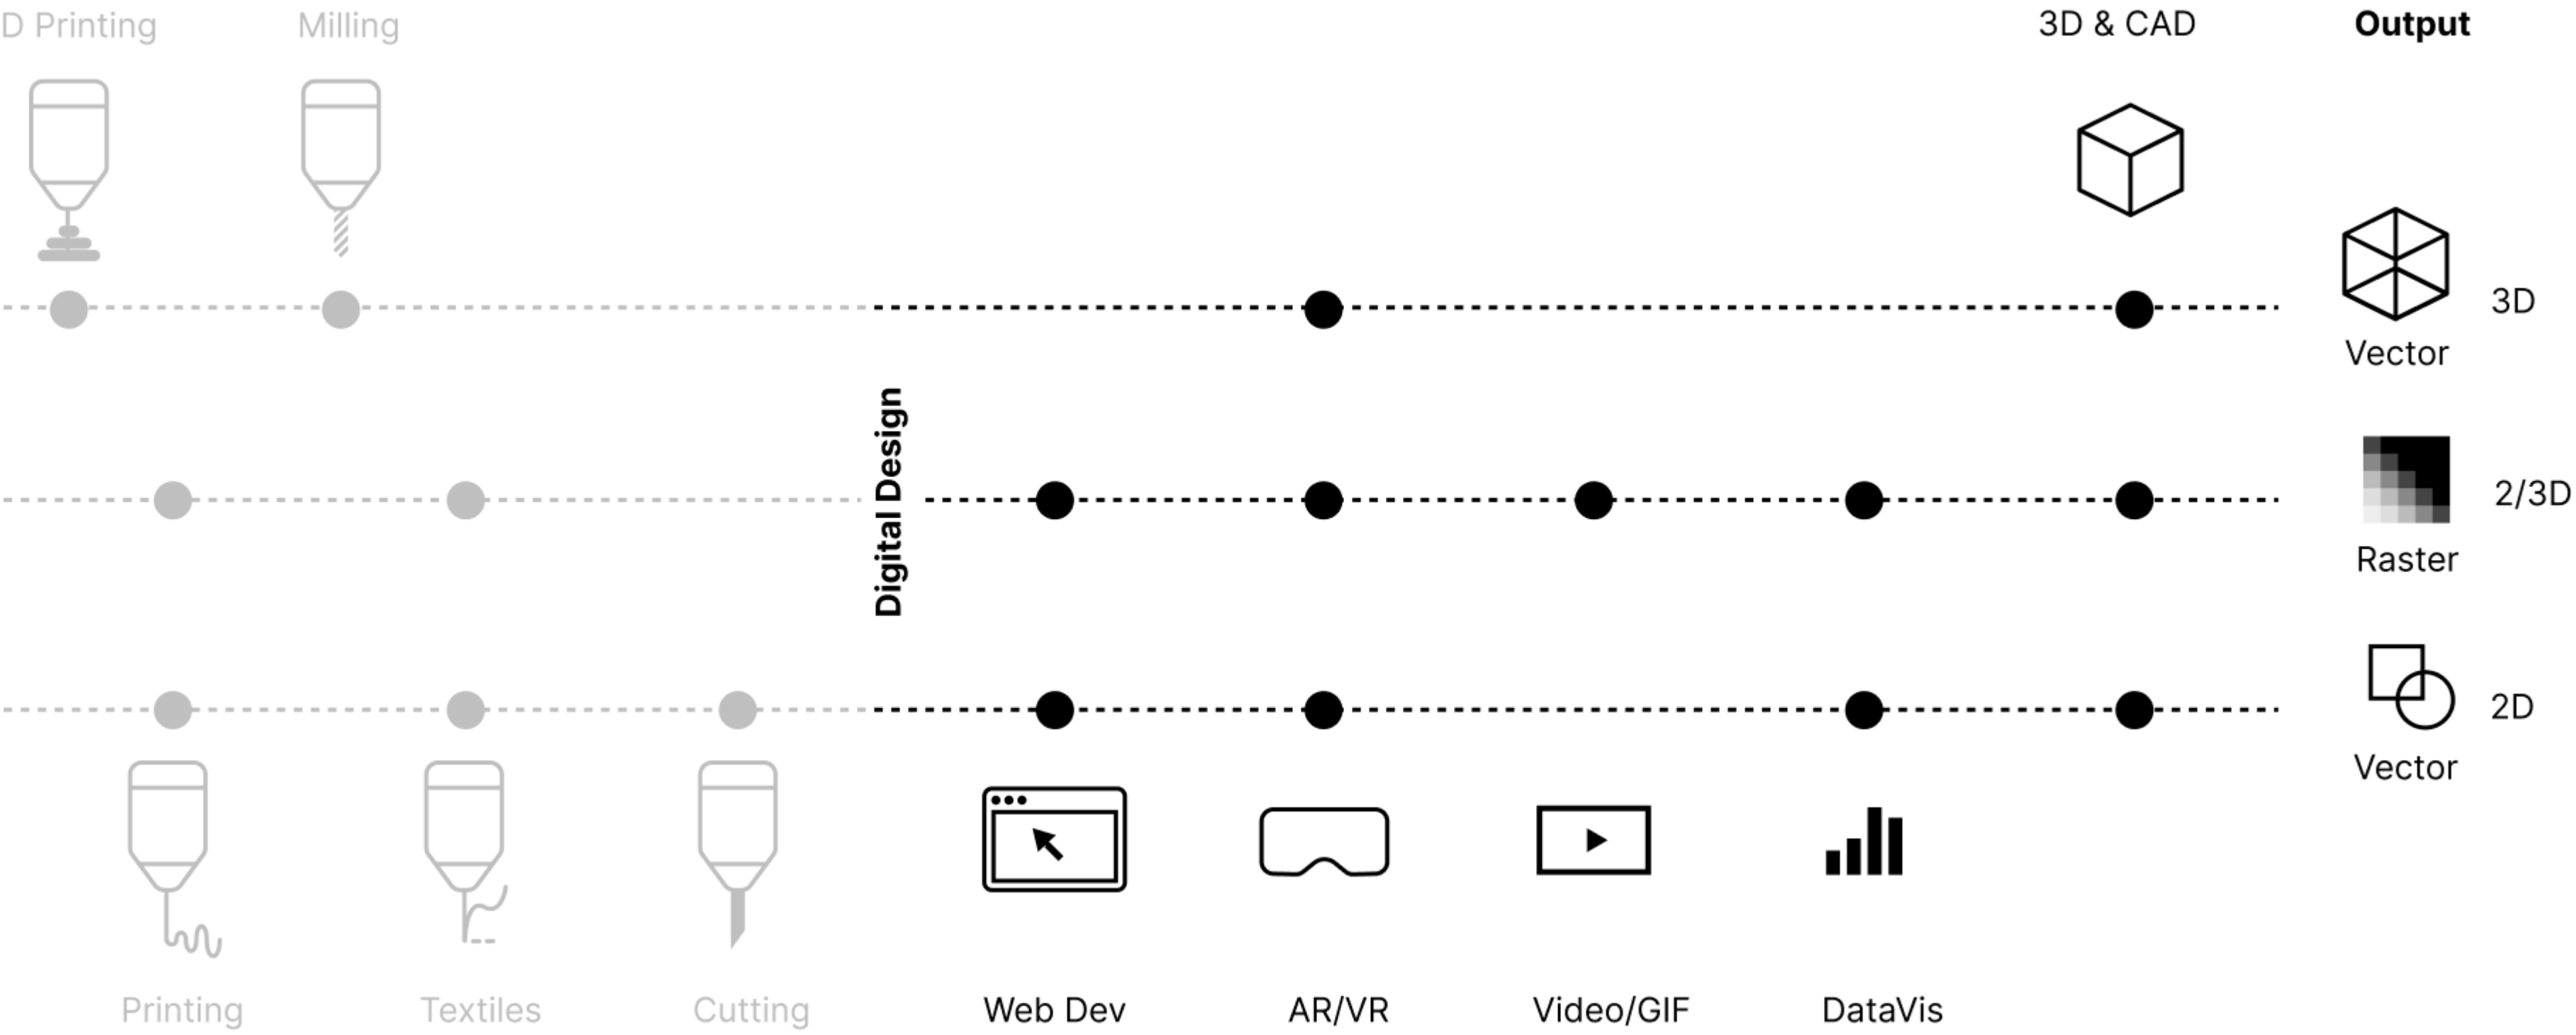 D Printing
Milling
3D & CAD
Output
3D
Vector
Digital Design
2/3D
Raster
2D
Vector
Printing
Textiles
Cutting
Web Dev
AR/VR
Video/GIF
DataVis